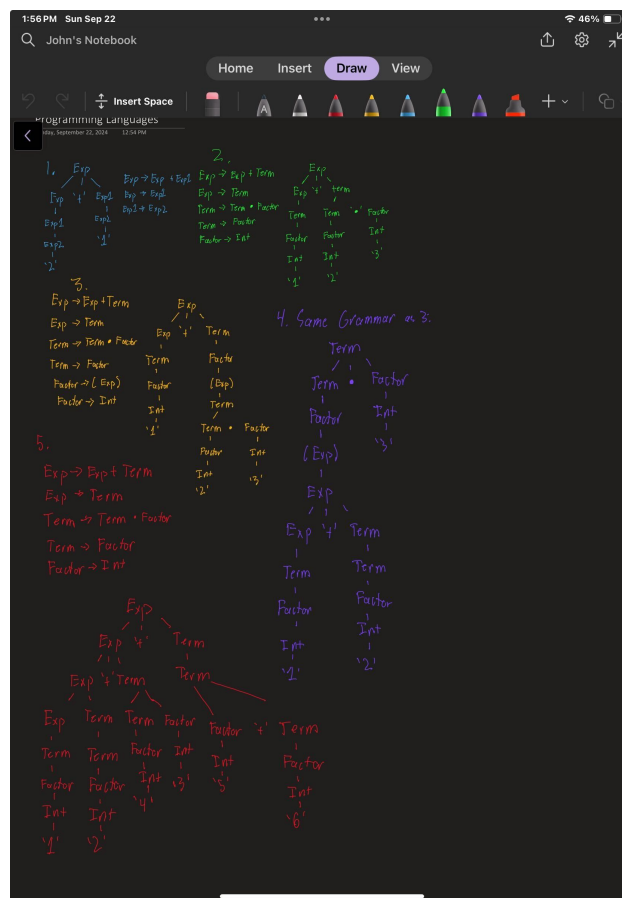 1:56 PM Sun Sep 22
46%
John's Notebook
Home Insert Draw View
Insert Space
A
Programming Languages
day, September 22, 2024 12:54 PM
1.
Exp
Exp '+' Exp1
Exp1 Exp2
Exp2 '1'
'2'
Exp → Exp + Exp1
Exp → Exp1
Exp1 → Exp2
2.
Exp → Exp + Term
Exp → Term
Term → Term • Factor
Term → Factor
Factor → Int
Exp
Exp '+' term
Term Term '•' Factor
Factor Factor Int
Int Int '3'
'1' '2'
3.
Exp → Exp + Term
Exp → Term
Term → Term • Factor
Term → Factor
Factor → ( Exp)
Factor → Int
Exp
Exp '+' Term
Term Factor
Factor (Exp)
Int Term
'1' Term • Factor
Factor Int
Int '3'
'2'
4. Same Grammar as 3.
Term
Term • Factor
Factor Int
(Exp) '3'
Exp
Exp '+' Term
Term Term
Factor Factor
Int Int
'1' '2'
5.
Exp → Exp + Term
Exp → Term
Term → Term • Factor
Term → Factor
Factor → Int
Exp
Exp '+' Term
Exp '+' Term Term
Exp Term Term Factor Factor '+' Term
Term Term Factor Int Int Factor
Factor Factor Int '3' '5' Int
Int Int '4' '6'
'1' '2'